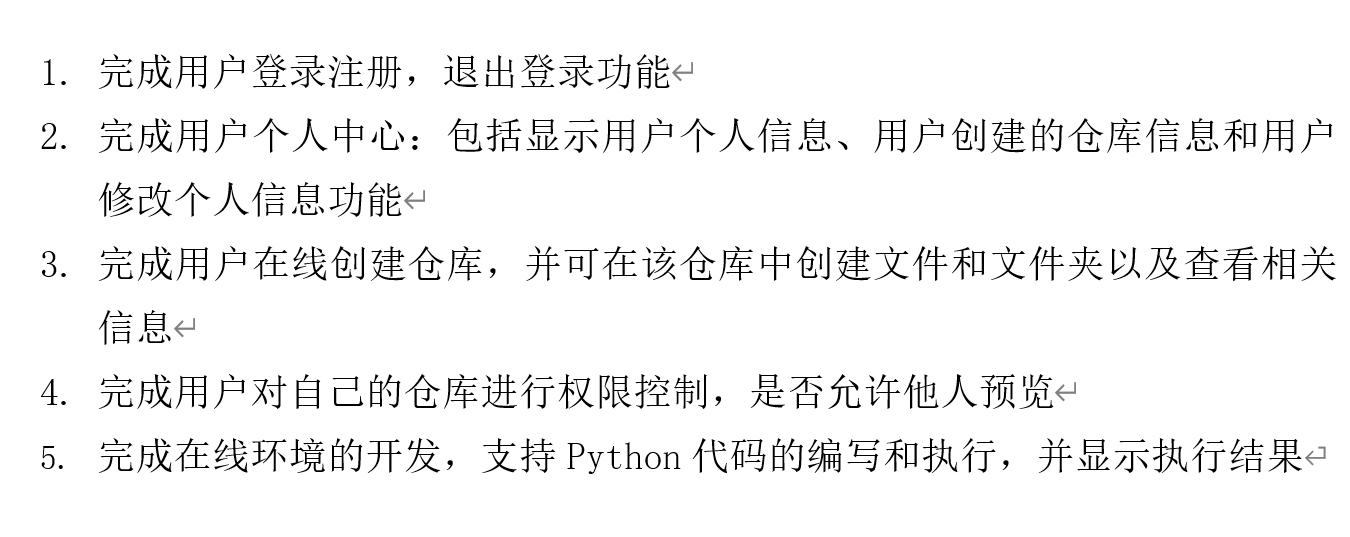 1. 完成用户登录注册，退出登录功能↵
2. 完成用户个人中心：包括显示用户个人信息、用户创建的仓库信息和用户
修改个人信息功能↵
3. 完成用户在线创建仓库，并可在该仓库中创建文件和文件夹以及查看相关
信息↵
4. 完成用户对自己的仓库进行权限控制，是否允许他人预览↵
5. 完成在线环境的开发，支持 Python 代码的编写和执行，并显示执行结果↵